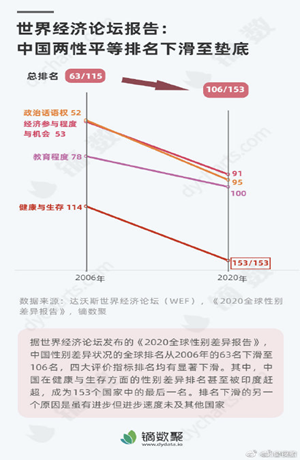 世界经济论坛报告：
中国两性平等排名下滑至垫底
总排名 63/115 106/153
政治话语权 52
经济参与程度
与机会 53
教育程度 78
健康与生存 114
91
95
100
153/153
2006年 2020年
数据来源：达沃斯世界经济论坛（WEF），《2020全球性别
差异报告》，镝数聚
据世界经济论坛发布的《2020全球性别差异报告》，
中国性别差异状况的全球排名从2006年的63名下滑至
106名，四大评价指标排名均有显著下滑。其中，中
国在健康与生存方面的性别差异排名甚至被印度赶
超，成为153个国家中的最后一名。排名下滑的另一
个原因是虽有进步但进步速度未及其他国家
镝数聚
www.dydata.io